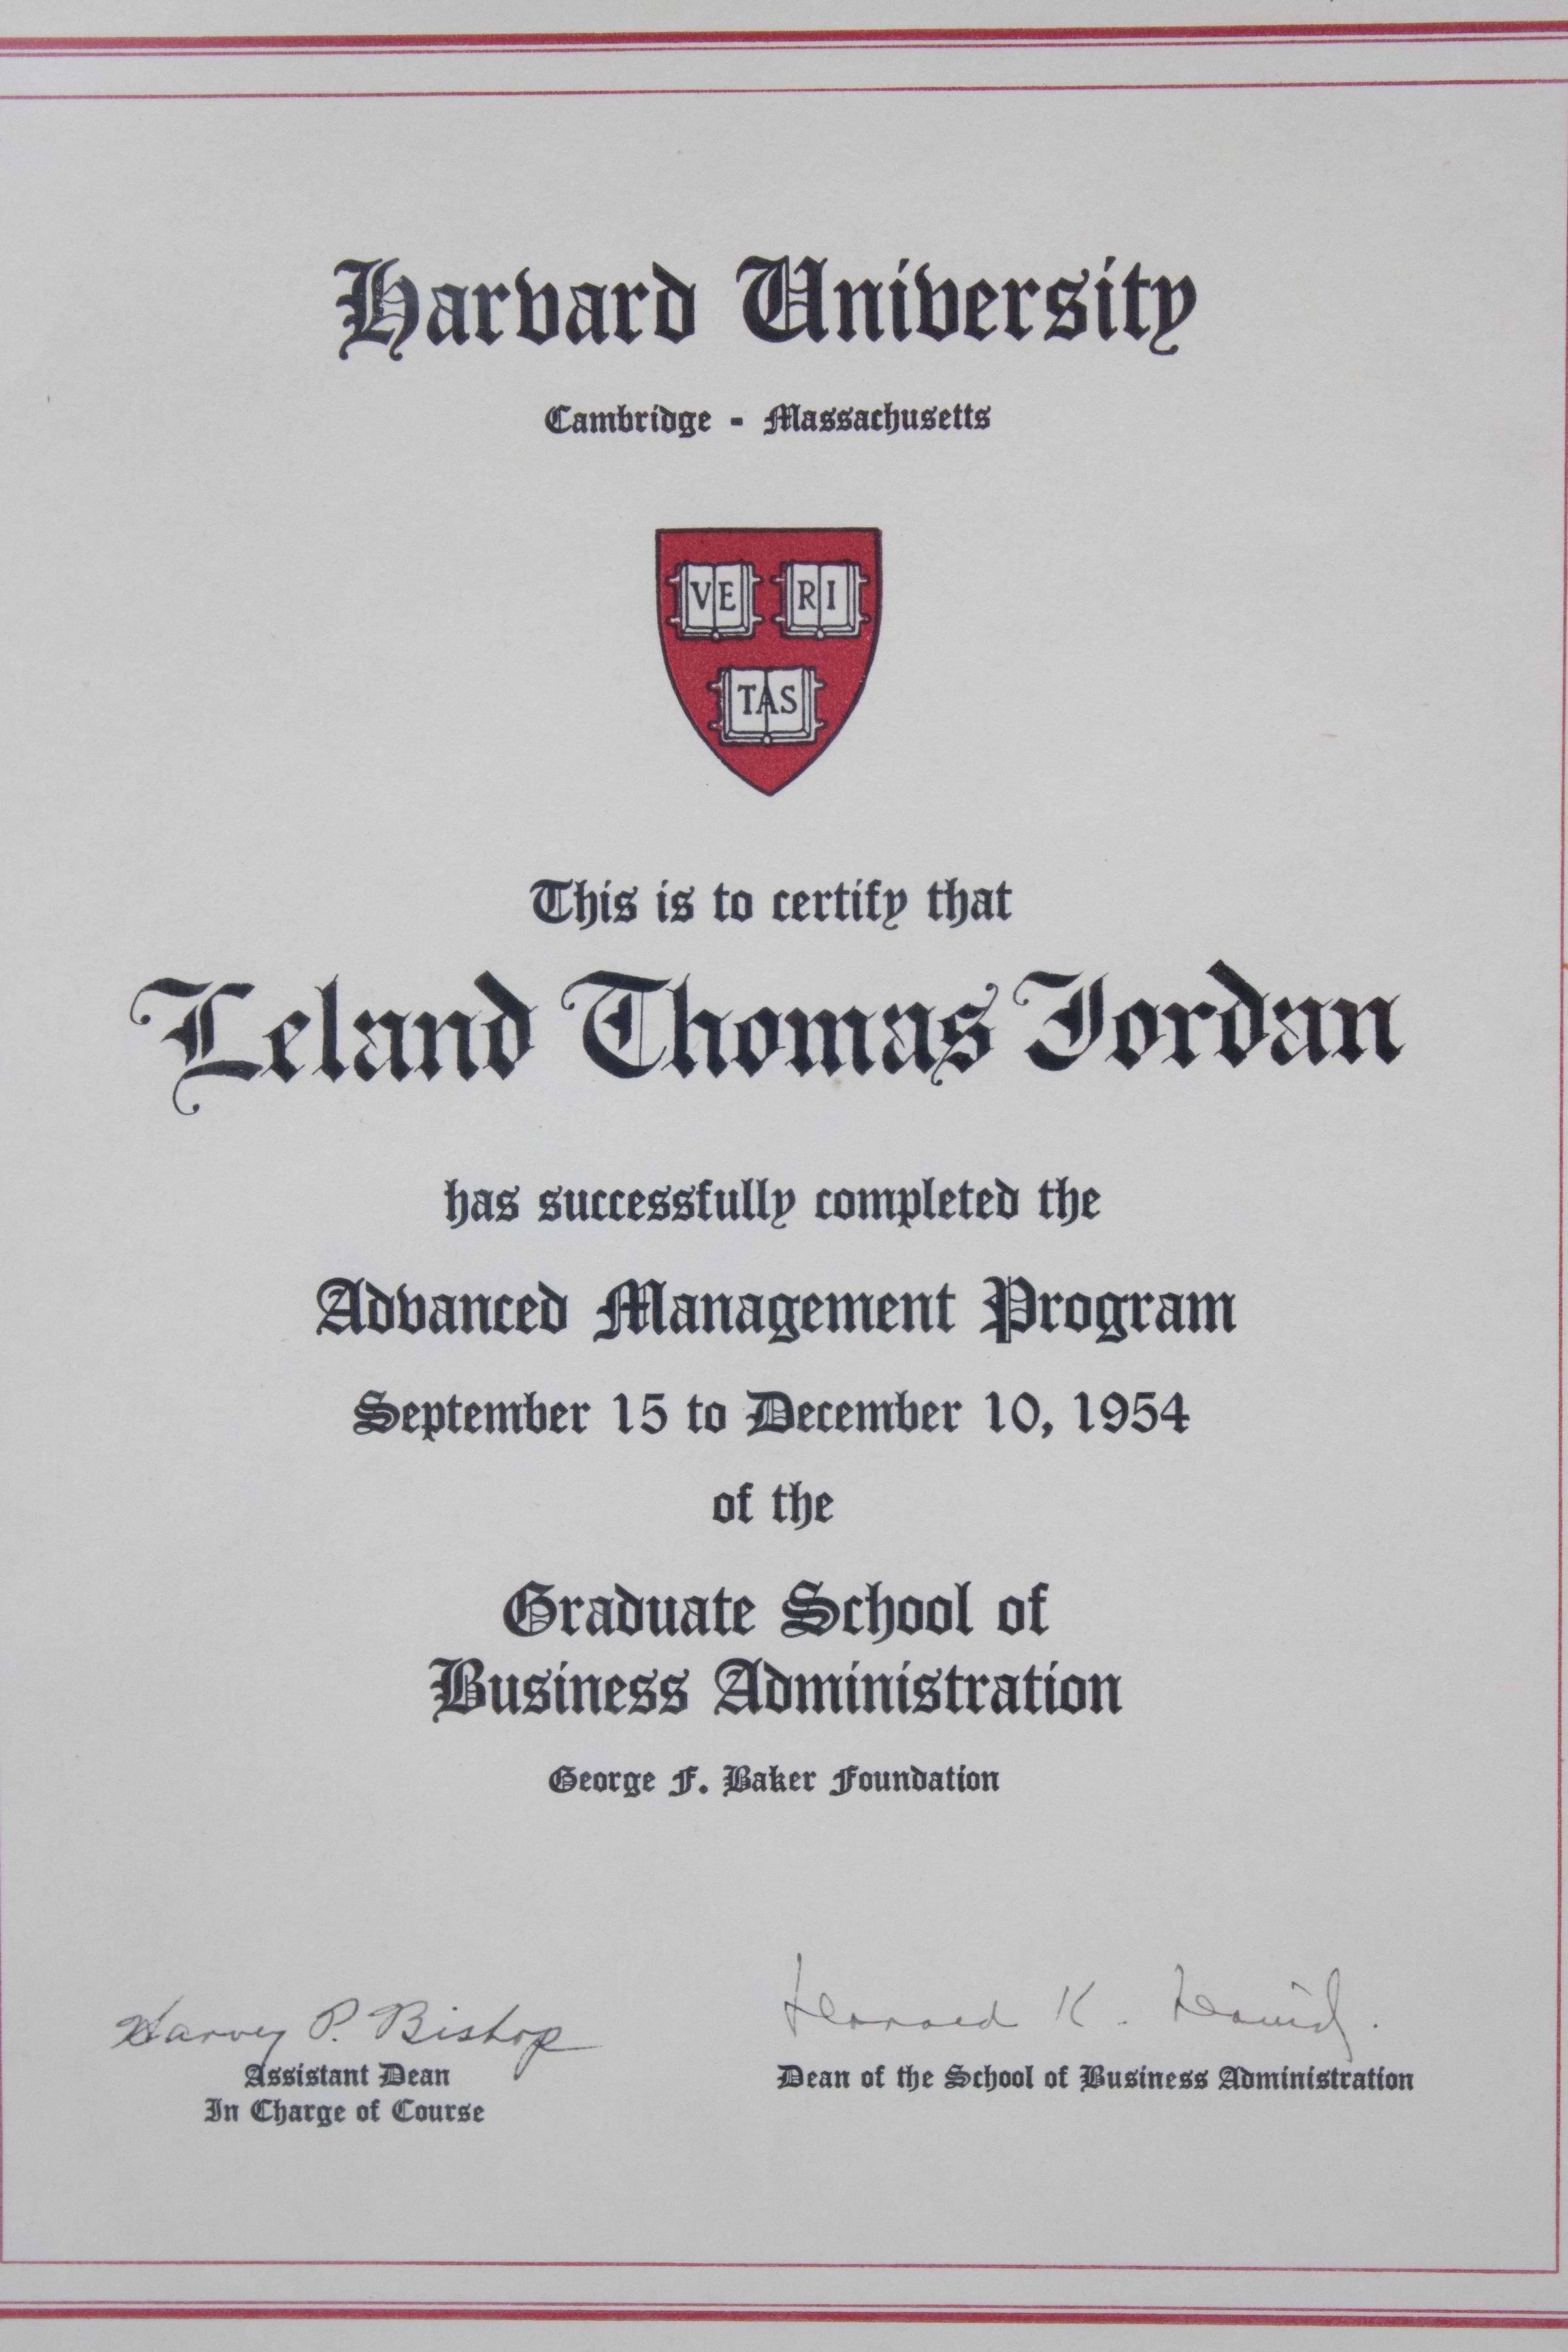 Harvard University
Cambridge - Massachusetts
VE RI
TAS
This is to certify that
Leland Thomas Jordan
has successfully completed the
Advanced Management Program
September 15 to December 10, 1954
of the
Graduate School of
Business Administration
George F. Baker Foundation
Harvey P. Bishop
Assistant Dean
In Charge of Course
K.
Dean of the School of Business Administration